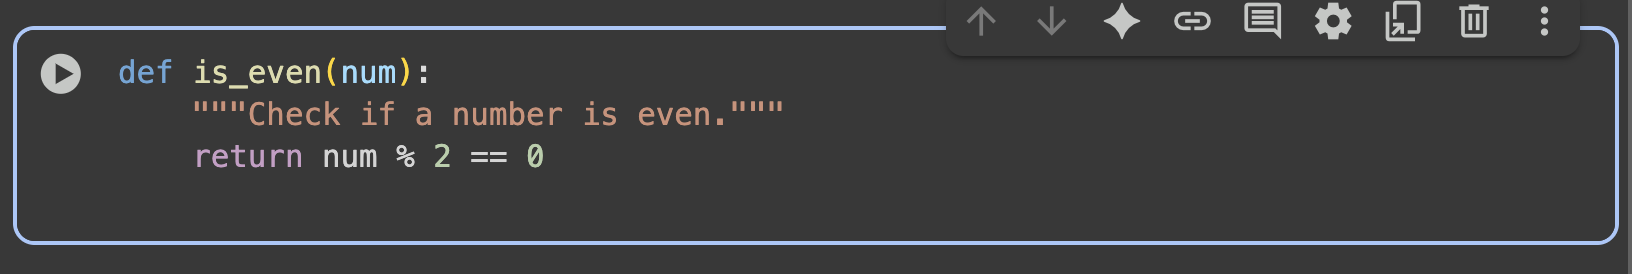 def is_even(num):
    """Check if a number is even."""
    return num % 2 == 0